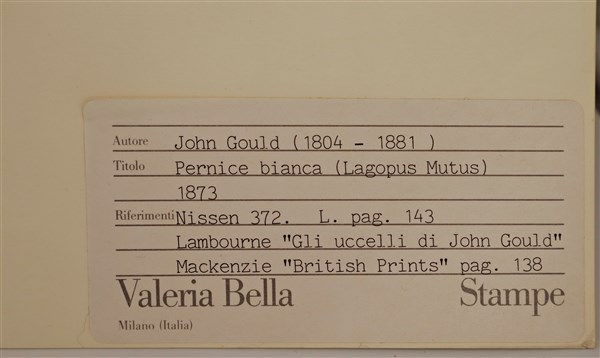 Autore John Gould (1804 - 1881 )
Titolo Pernice bianca (Lagopus Mutus)
1873
Riferimenti Nissen 372. L. pag. 143
Lambourne "Gli uccelli di John Gould"
Mackenzie "British Prints" pag. 138
Valeria Bella Stampe
Milano (Italia)